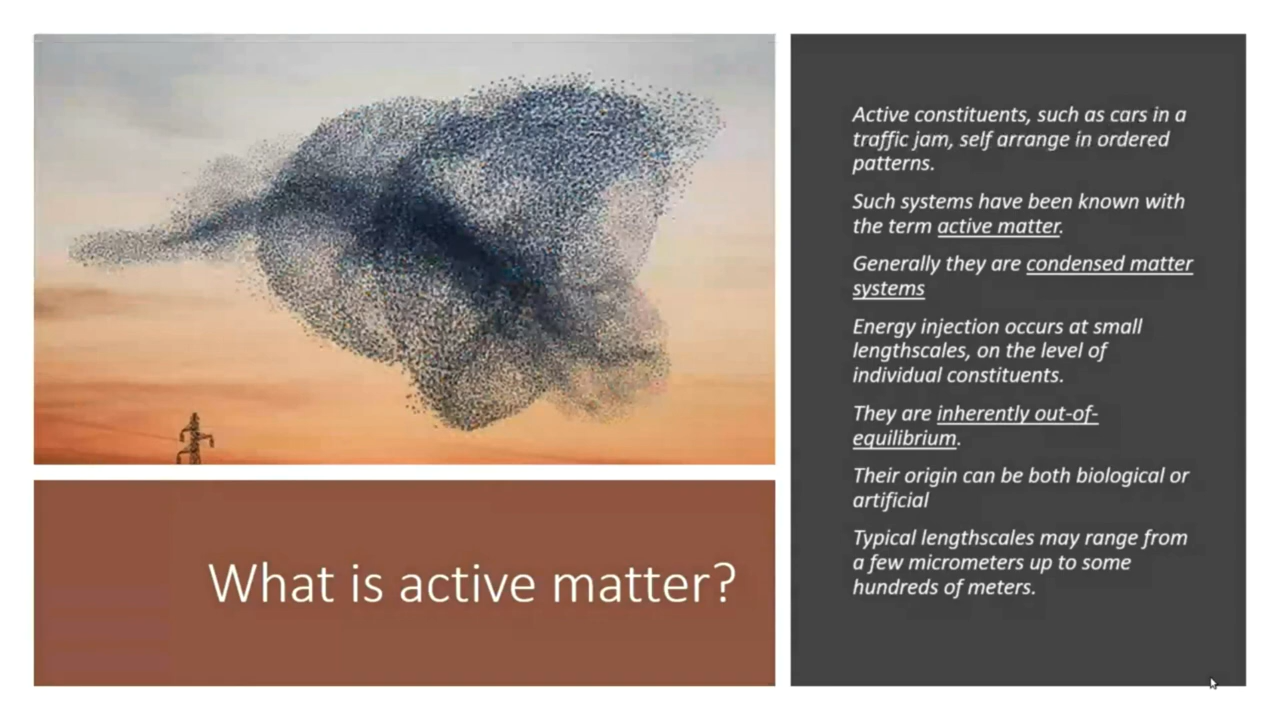 What is active matter?
Active constituents, such as cars in a
traffic jam, self arrange in ordered
patterns.
Such systems have been known with
the term active matter.
Generally they are condensed matter
systems
Energy injection occurs at small
lengthscales, on the level of
individual constituents.
They are inherently out-of-
equilibrium.
Their origin can be both biological or
artificial
Typical lengthscales may range from
a few micrometers up to some
hundreds of meters.